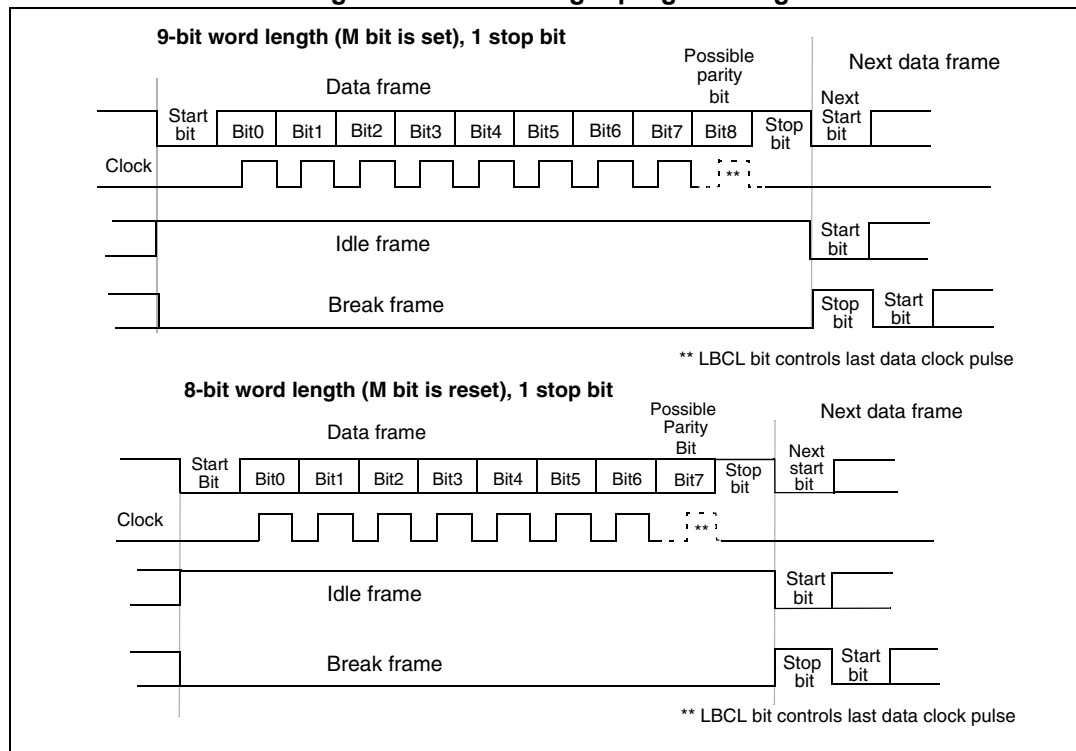 9-bit word length (M bit is set), 1 stop bit
Possible
parity
bit
Next data frame
Data frame
Next
Start
bit
Start
bit
Bit0 Bit1 Bit2 Bit3 Bit4 Bit5 Bit6 Bit7 Bit8
Stop
bit
Clock
**
Idle frame
Start
bit
Break frame
Stop
bit
Start
bit
** LBCL bit controls last data clock pulse
8-bit word length (M bit is reset), 1 stop bit
Possible
Parity
Bit
Next data frame
Data frame
Next
start
bit
Start
Bit
Bit0 Bit1 Bit2 Bit3 Bit4 Bit5 Bit6 Bit7
Stop
bit
Clock
**
Idle frame
Start
bit
Break frame
Stop
bit
Start
bit
** LBCL bit controls last data clock pulse